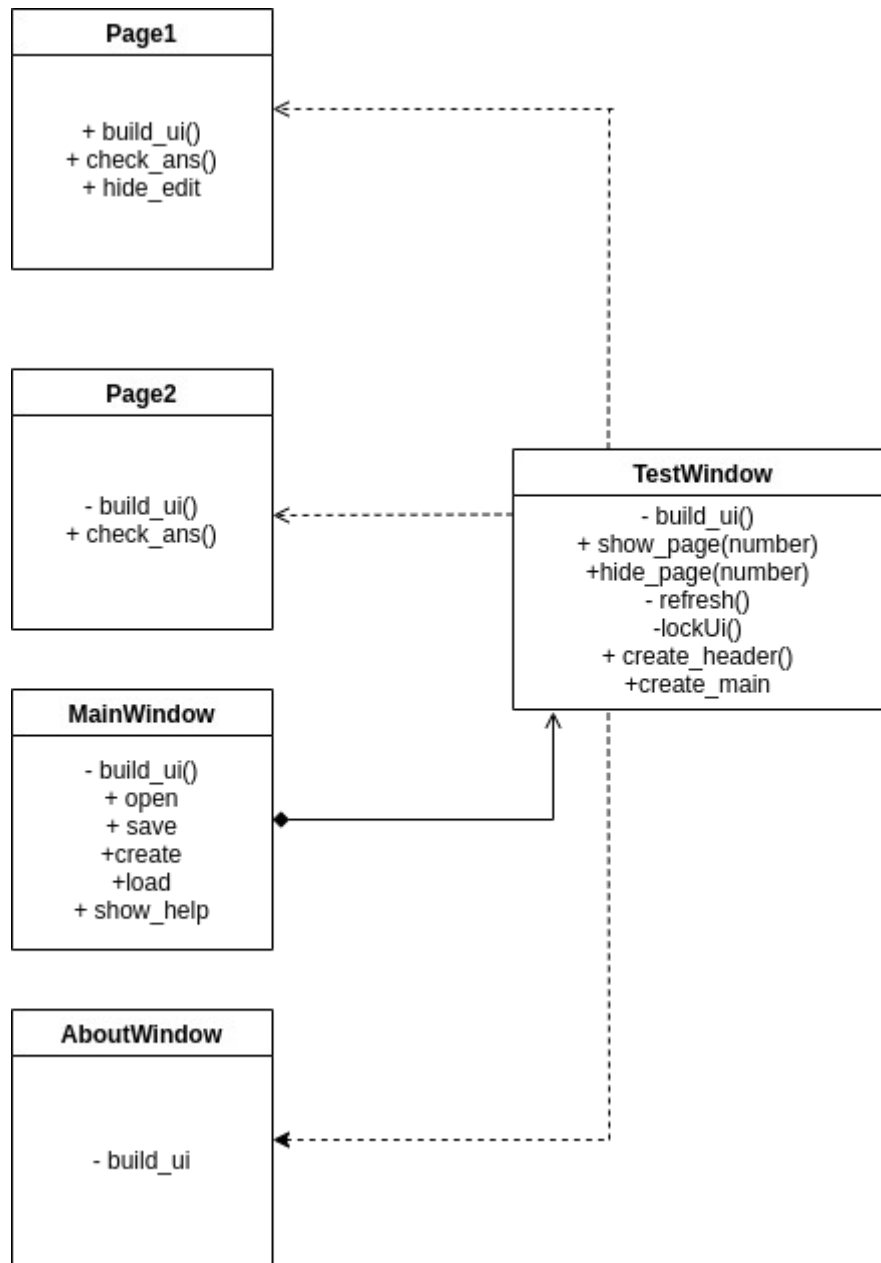 Page1
+ build_ui()
+ check_ans()
+ hide_edit
Page2
- build_ui()
+ check_ans()
TestWindow
- build_ui()
+ show_page(number)
+hide_page(number)
- refresh()
-lockUi()
+ create_header()
+create_main
MainWindow
- build_ui()
+ open
+ save
+create
+load
+ show_help
AboutWindow
- build_ui